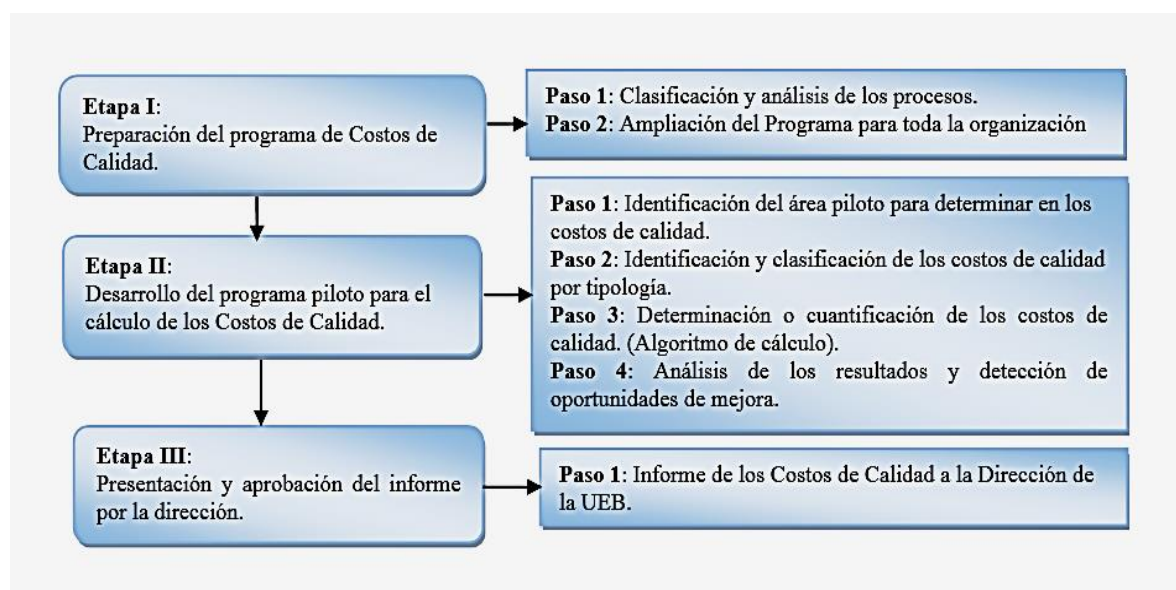 Etapa I:
Preparación del programa de Costos de
Calidad.
Paso 1: Clasificación y análisis de los procesos.
Paso 2: Ampliación del Programa para toda la organización
Etapa II:
Desarrollo del programa piloto para el
cálculo de los Costos de Calidad.
Paso 1: Identificación del área piloto para determinar en los
costos de calidad.
Paso 2: Identificación y clasificación de los costos de calidad
por tipología.
Paso 3: Determinación o cuantificación de los costos de
calidad. (Algoritmo de cálculo).
Paso 4: Análisis de los resultados y detección de
oportunidades de mejora.
Etapa III:
Presentación y aprobación del informe
por la dirección.
Paso 1: Informe de los Costos de Calidad a la Dirección de
la UEB.